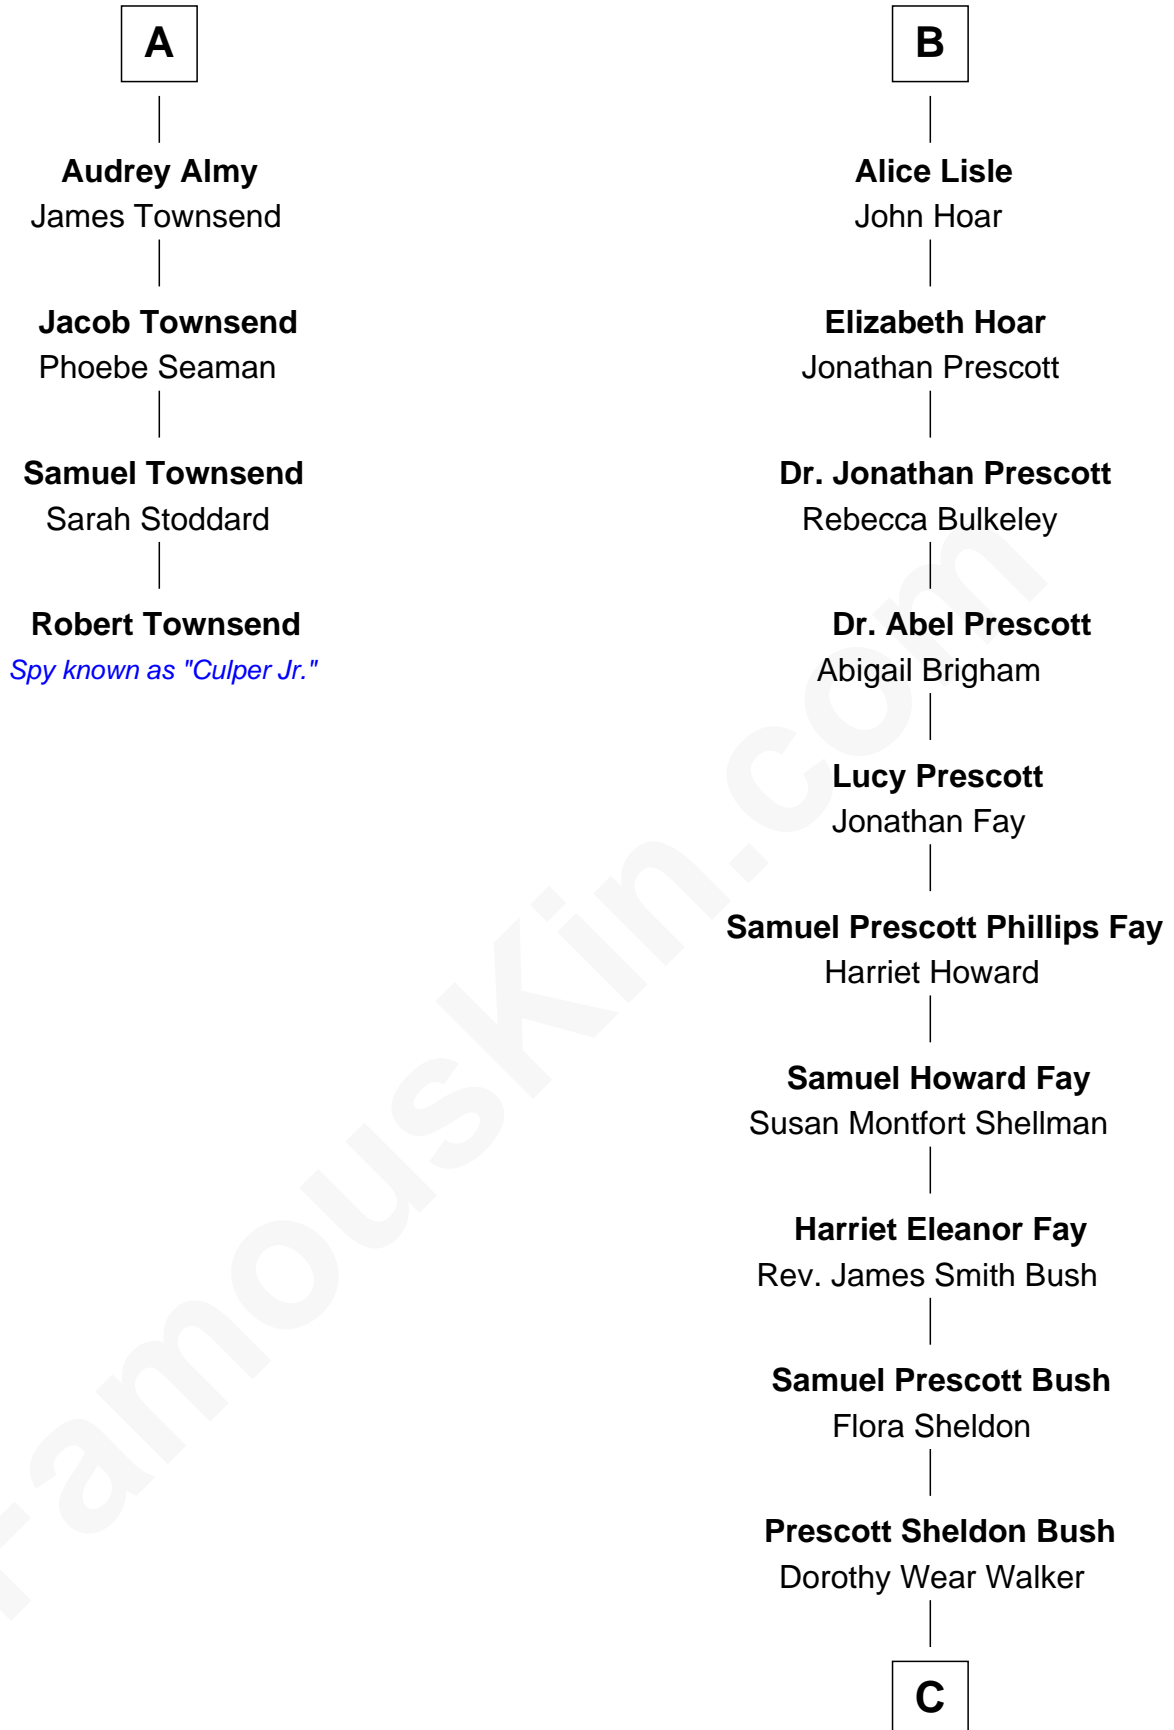 A
Audrey Almy
James Townsend
Jacob Townsend
Phoebe Seaman
Samuel Townsend
Sarah Stoddard
Robert Townsend
Spy known as "Culper Jr."
B
Alice Lisle
John Hoar
Elizabeth Hoar
Jonathan Prescott
Dr. Jonathan Prescott
Rebecca Bulkeley
Dr. Abel Prescott
Abigail Brigham
Lucy Prescott
Jonathan Fay
Samuel Prescott Phillips Fay
Harriet Howard
Samuel Howard Fay
Susan Montfort Shellman
Harriet Eleanor Fay
Rev. James Smith Bush
Samuel Prescott Bush
Flora Sheldon
Prescott Sheldon Bush
Dorothy Wear Walker
C
FamousKin.com